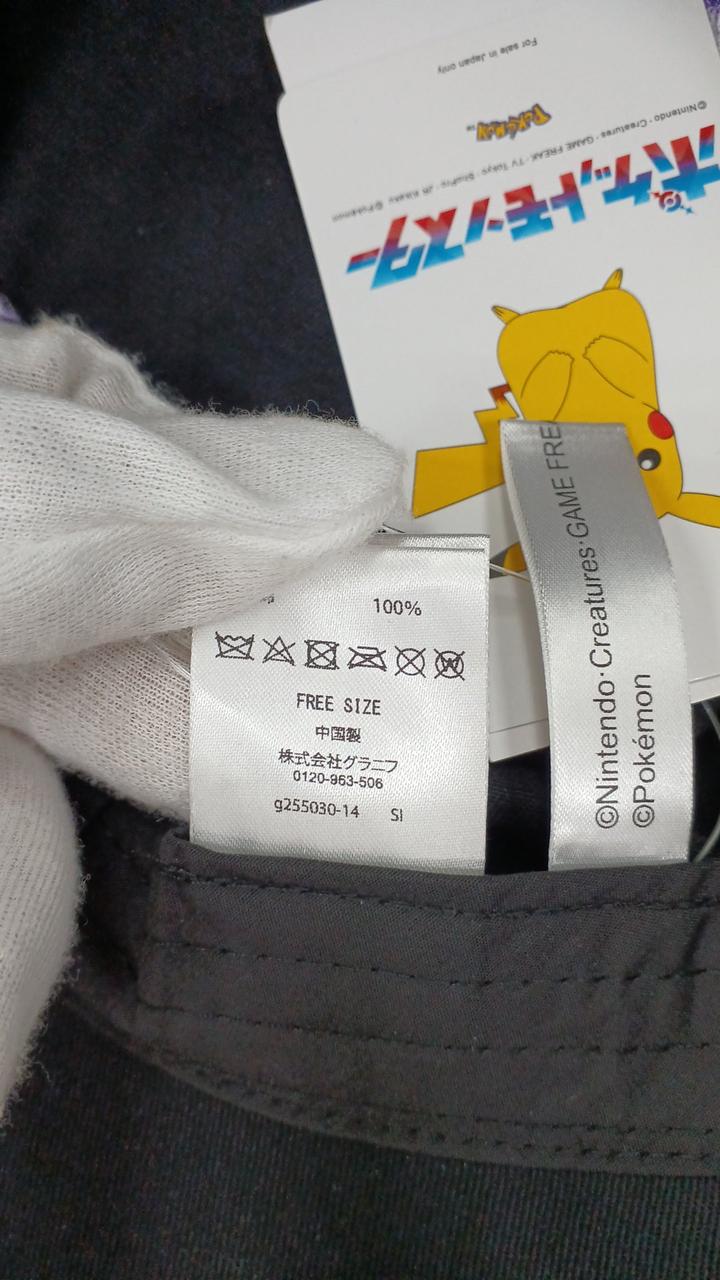 For sale in Japan only
POKÉMON
©Nintendo・Creatures・GAME FREAK・TV Tokyo・ShoPro・JR Kikaku ©Pokémon
ポケットモンスター
100%
W
FREE SIZE
中国製
株式会社グラニフ
0120-963-506
g255030-14 SI
©Nintendo・Creatures・GAME FRE
©Pokémon